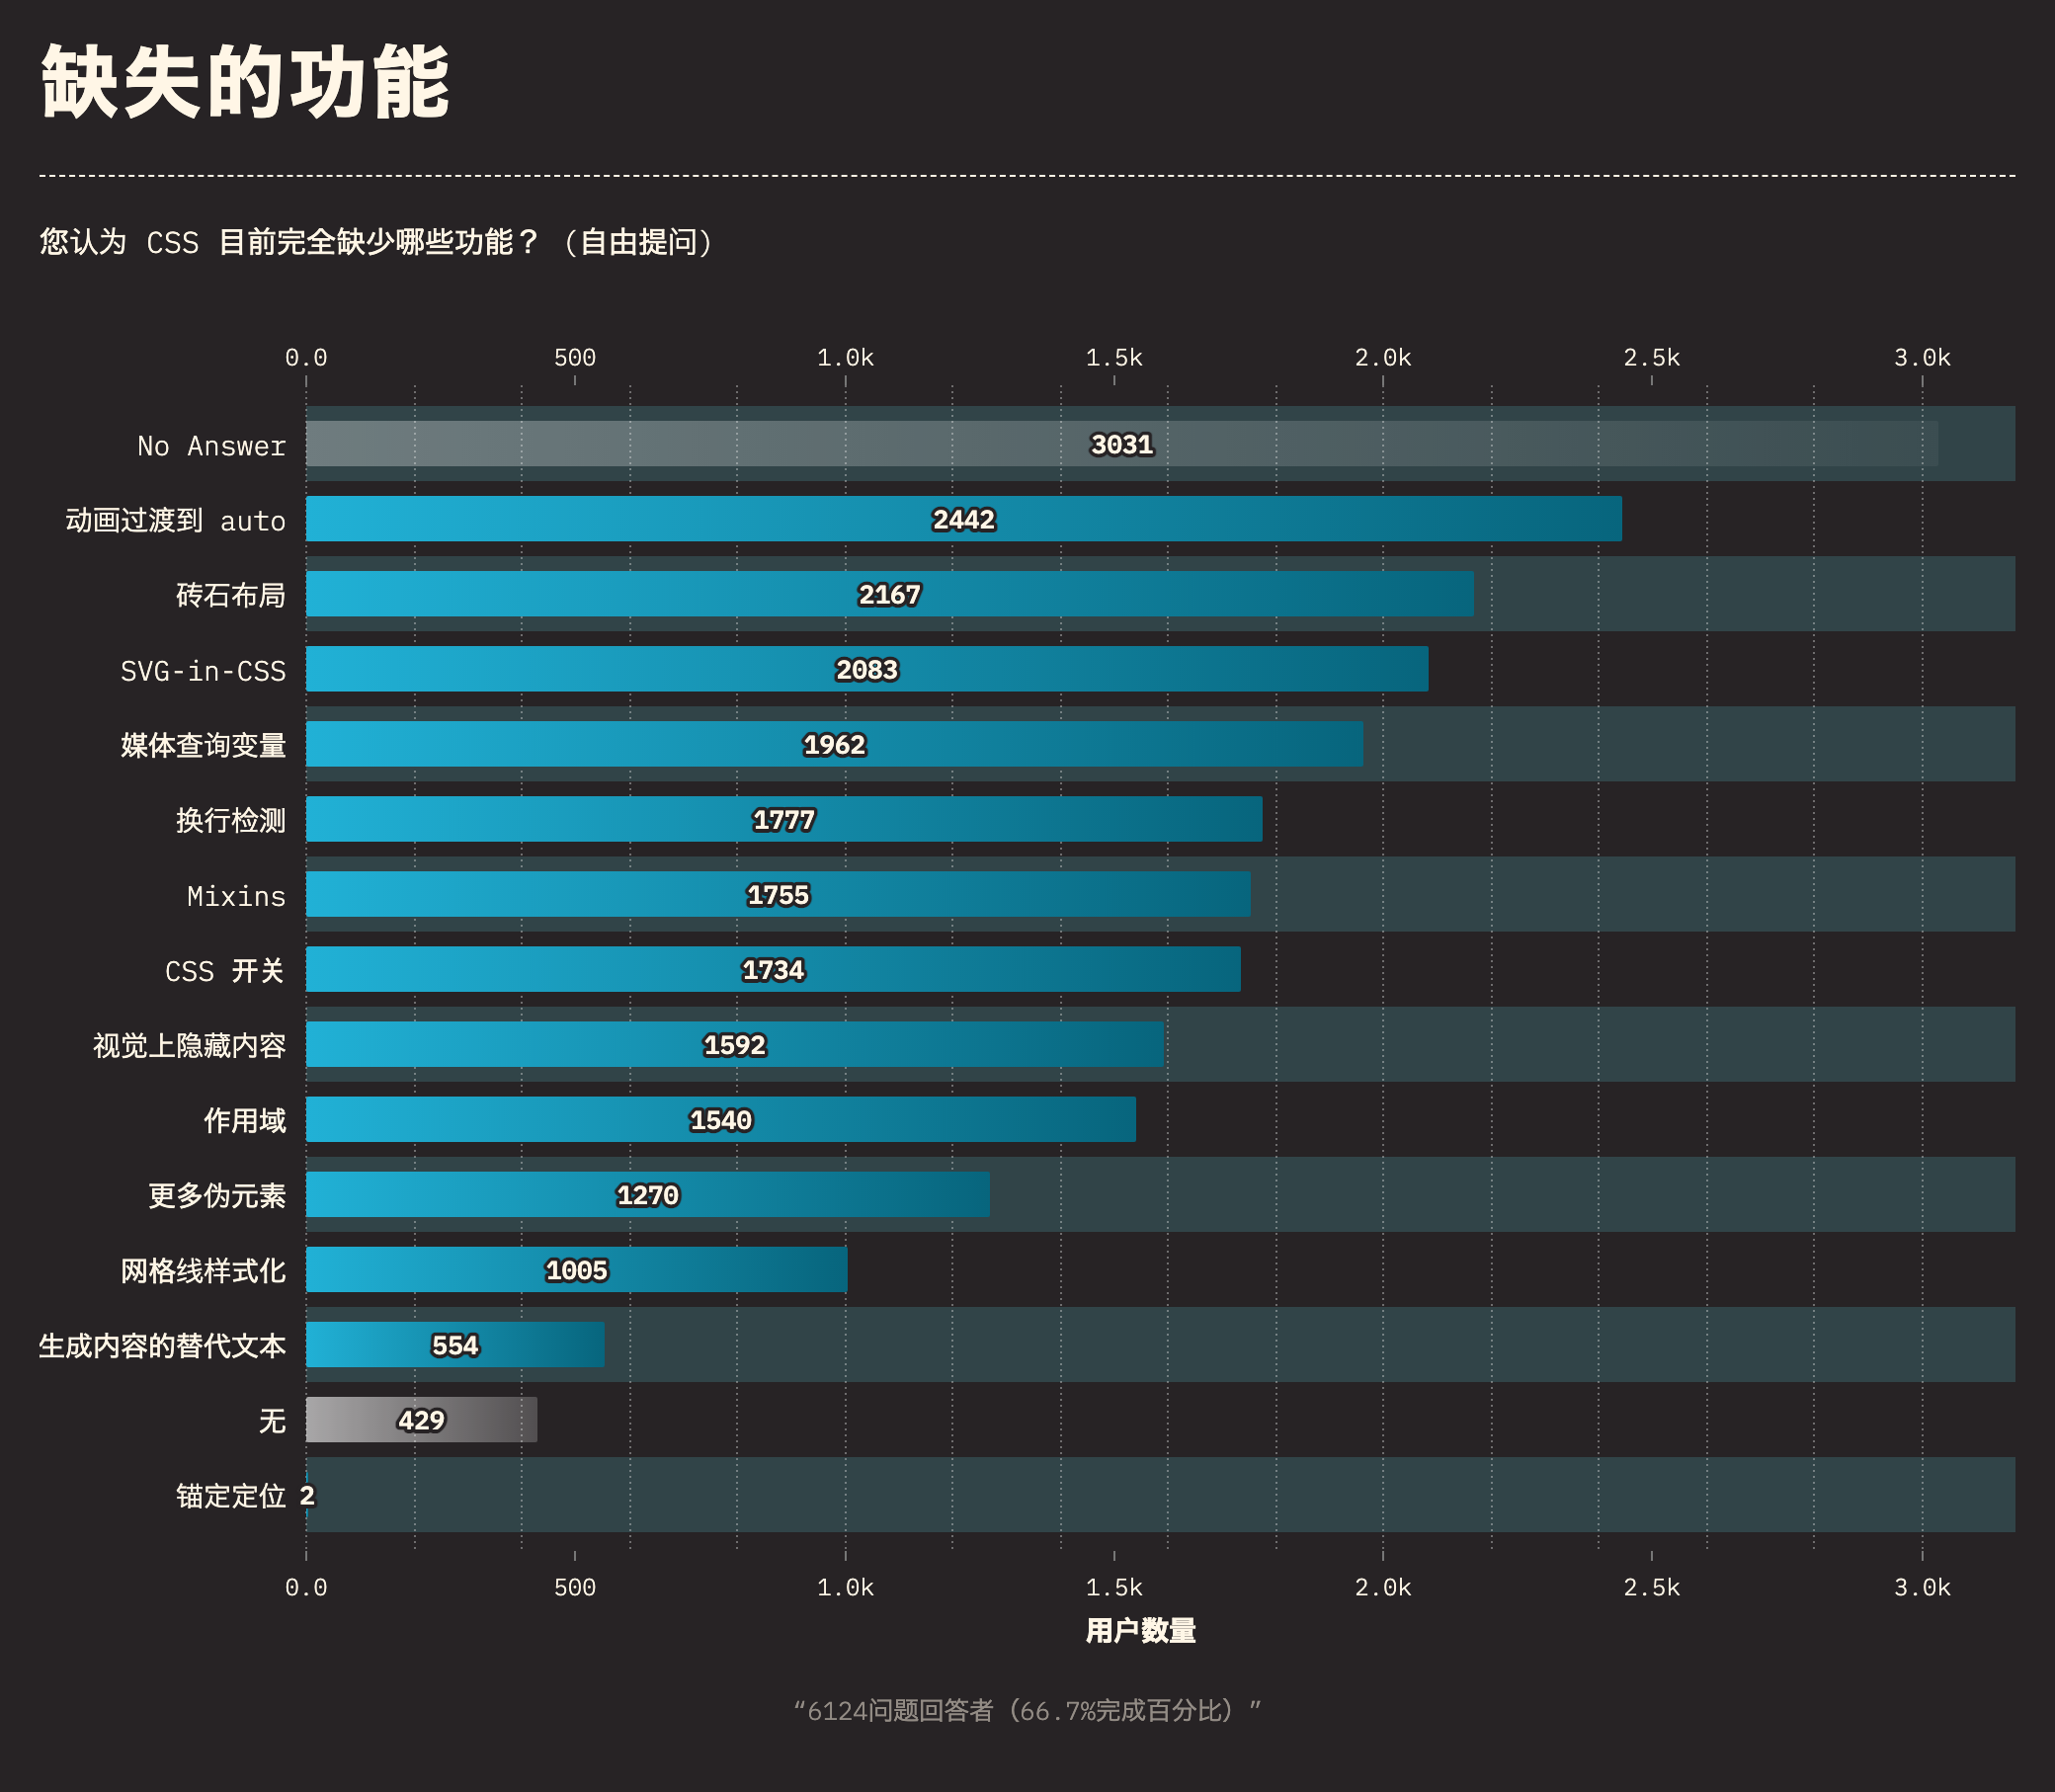 缺失的功能
您认为 CSS 目前完全缺少哪些功能？（自由提问）
0.0 500 1.0k 1.5k 2.0k 2.5k 3.0k
No Answer 3031
动画过渡到 auto 2442
砖石布局 2167
SVG-in-CSS 2083
媒体查询变量 1962
换行检测 1777
Mixins 1755
CSS 开关 1734
视觉上隐藏内容 1592
作用域 1540
更多伪元素 1270
网格线样式化 1005
生成内容的替代文本 554
无 429
锚定定位 2
0.0 500 1.0k 1.5k 2.0k 2.5k 3.0k
用户数量
“6124问题回答者（66.7%完成百分比）”